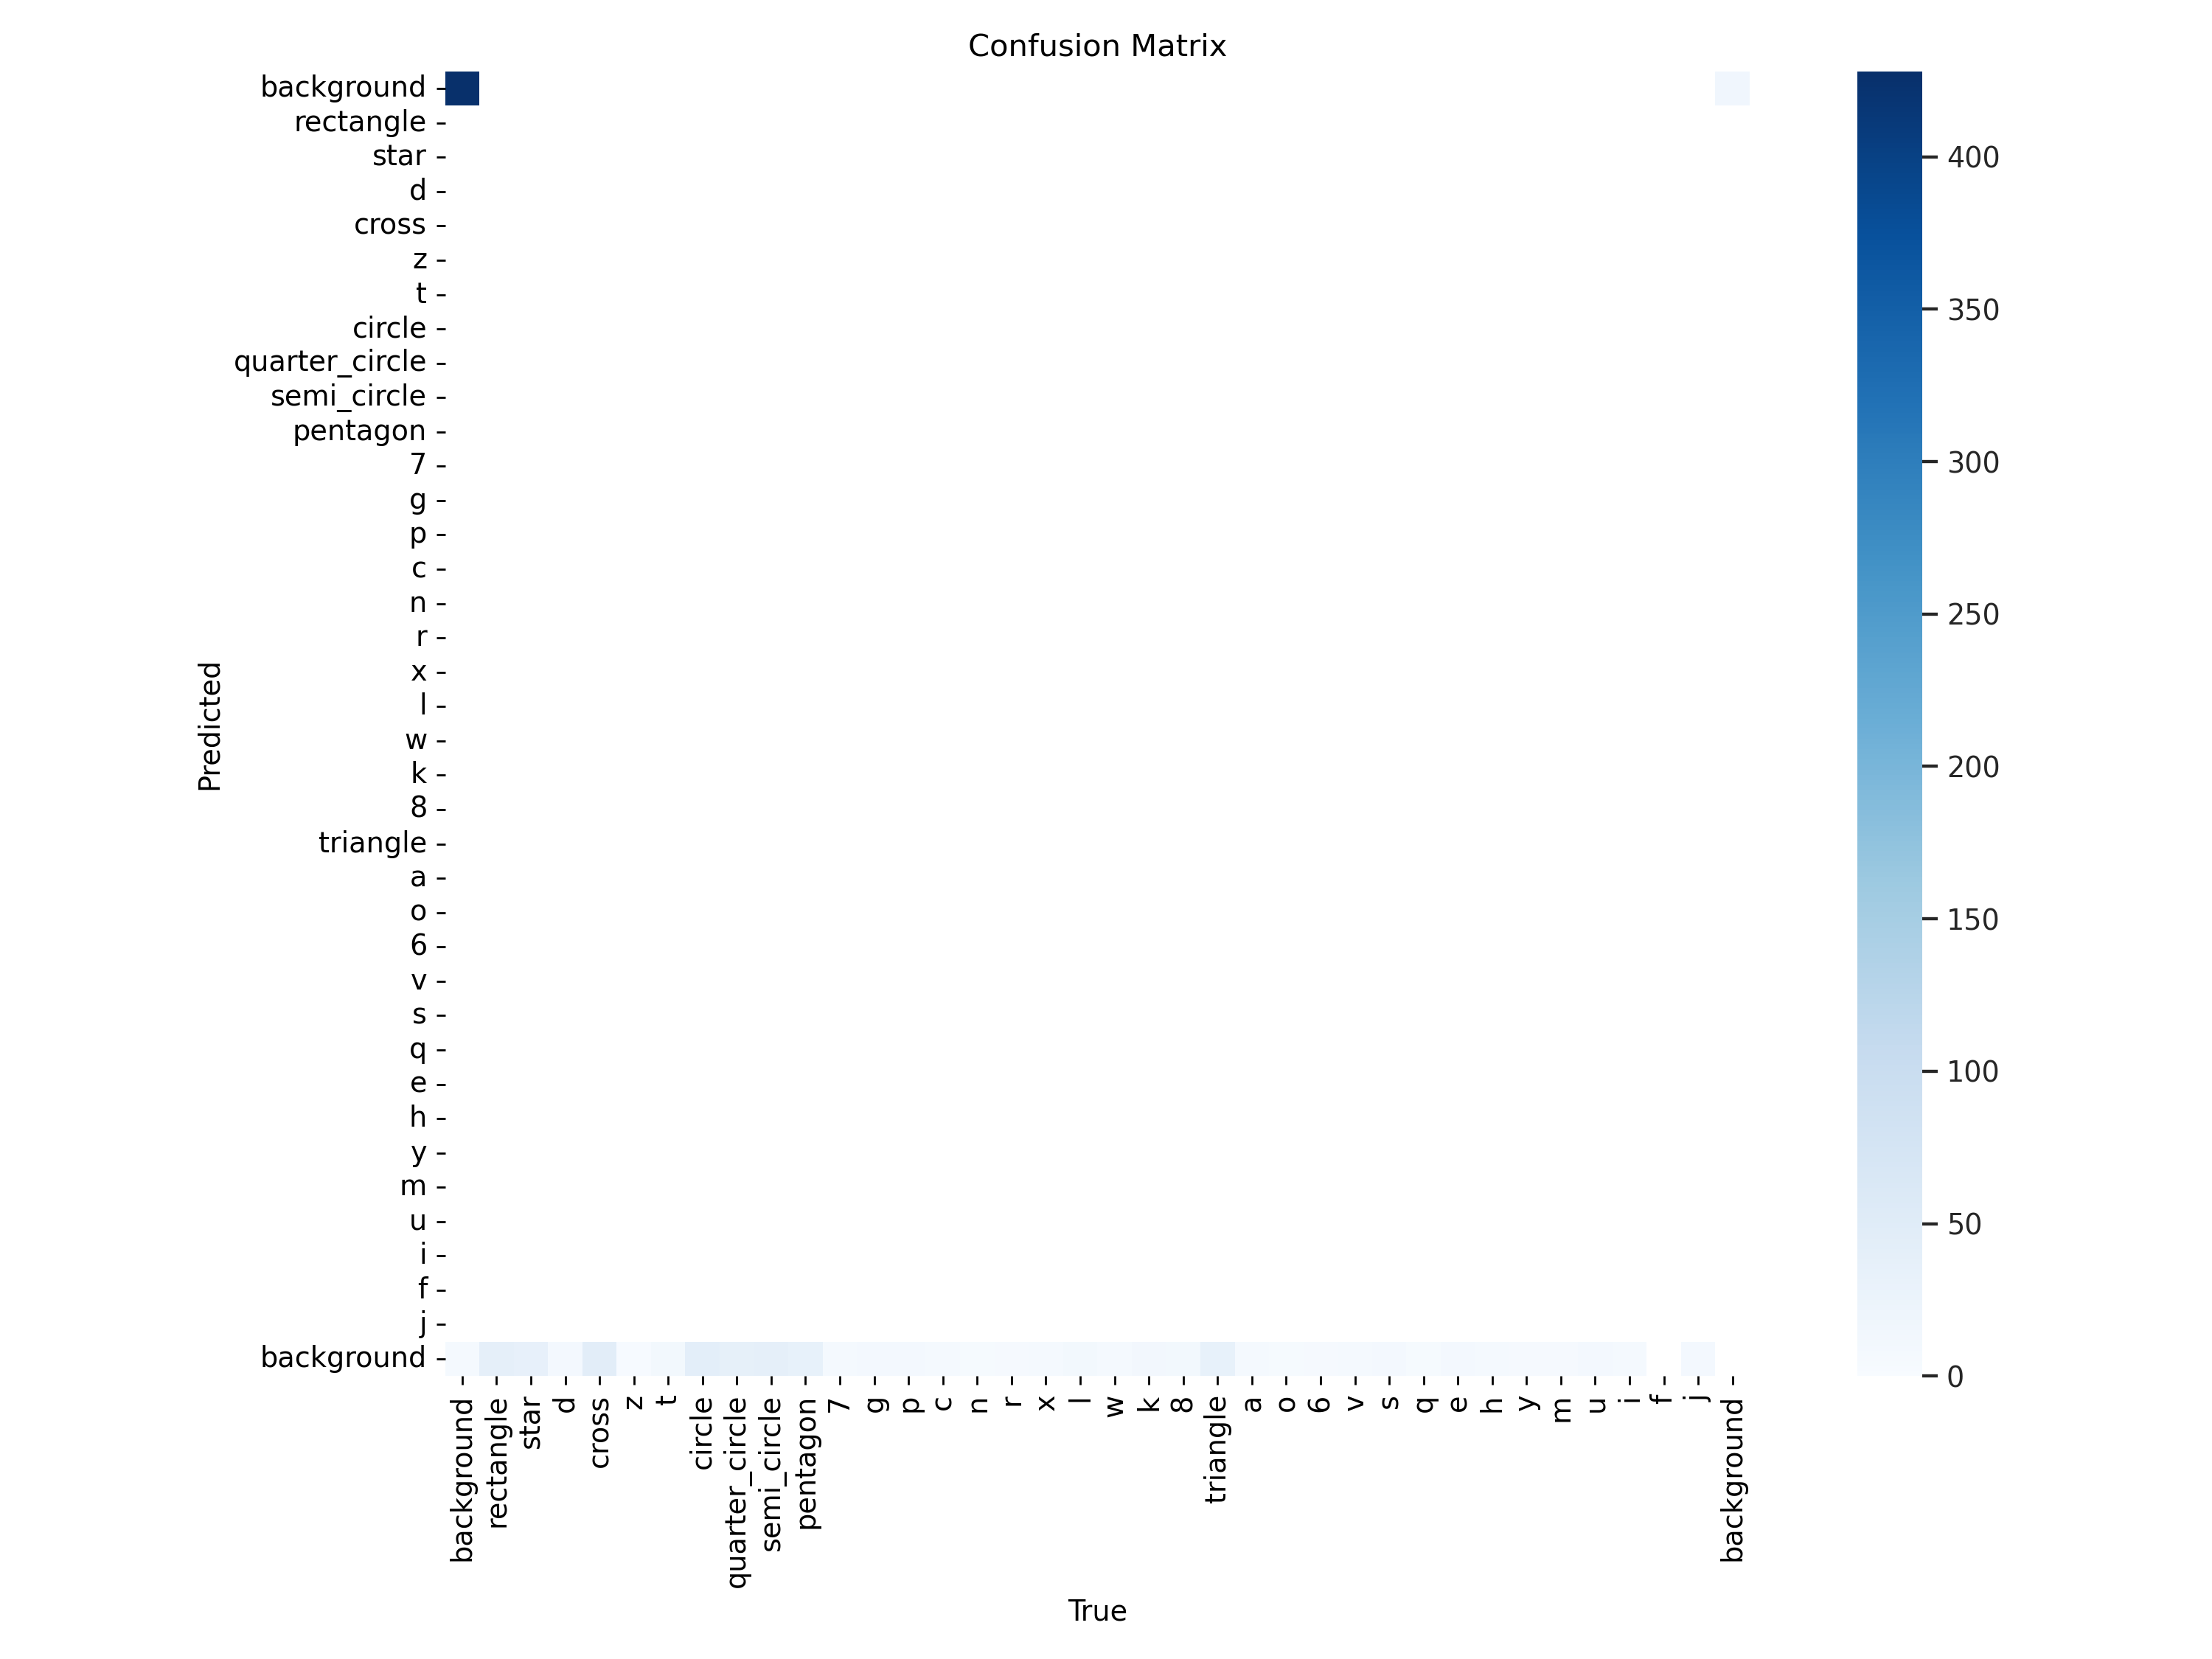 Confusion Matrix
background
rectangle
star
d
cross
z
t
circle
quarter_circle
semi_circle
pentagon
7
g
p
c
n
r
x
l
w
k
8
triangle
a
o
6
v
s
q
e
h
y
m
u
i
f
j
background
Predicted
400
350
300
250
200
150
100
50
0
background
rectangle
star
d
cross
z
t
circle
quarter_circle
semi_circle
pentagon
7
g
p
c
n
r
x
l
w
k
8
triangle
a
o
6
v
s
q
e
h
y
m
u
i
f
j
background
True